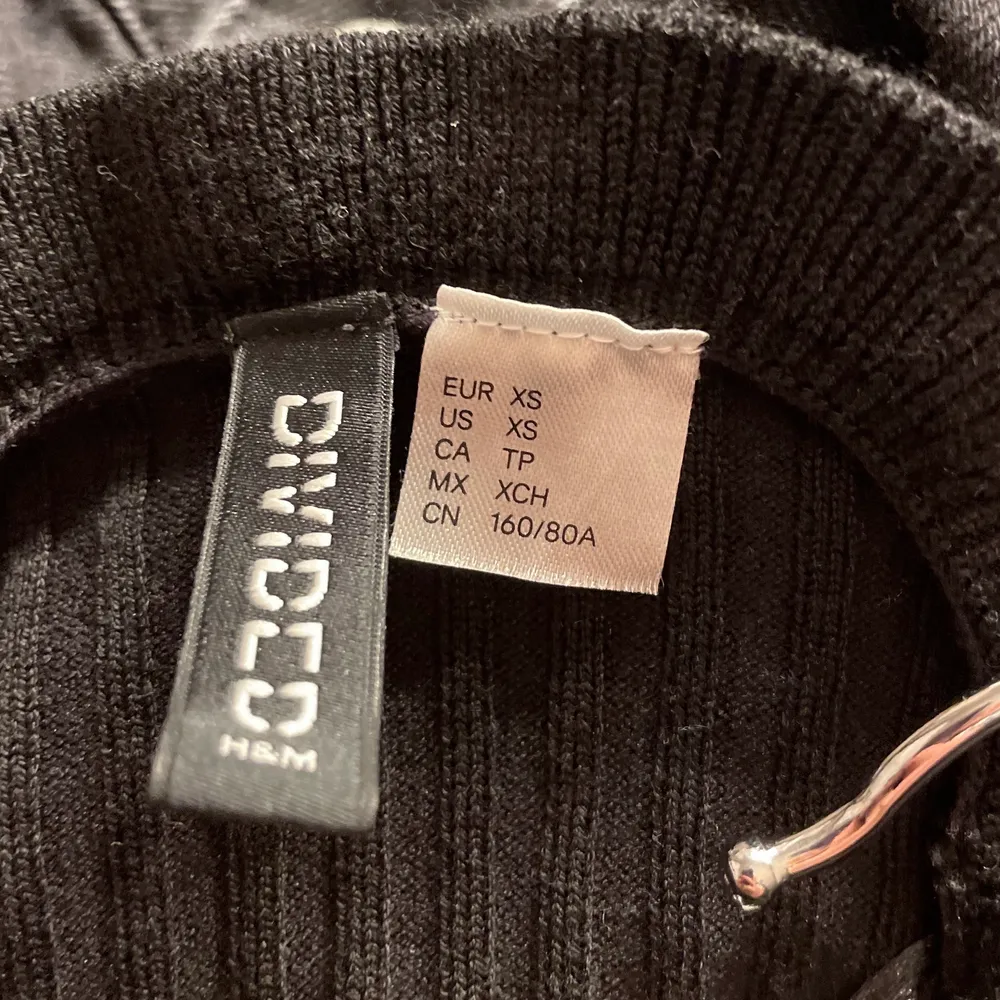 DIVIDED
H&M
EUR XS
US XS
CA TP
MX XCH
CN 160/80A